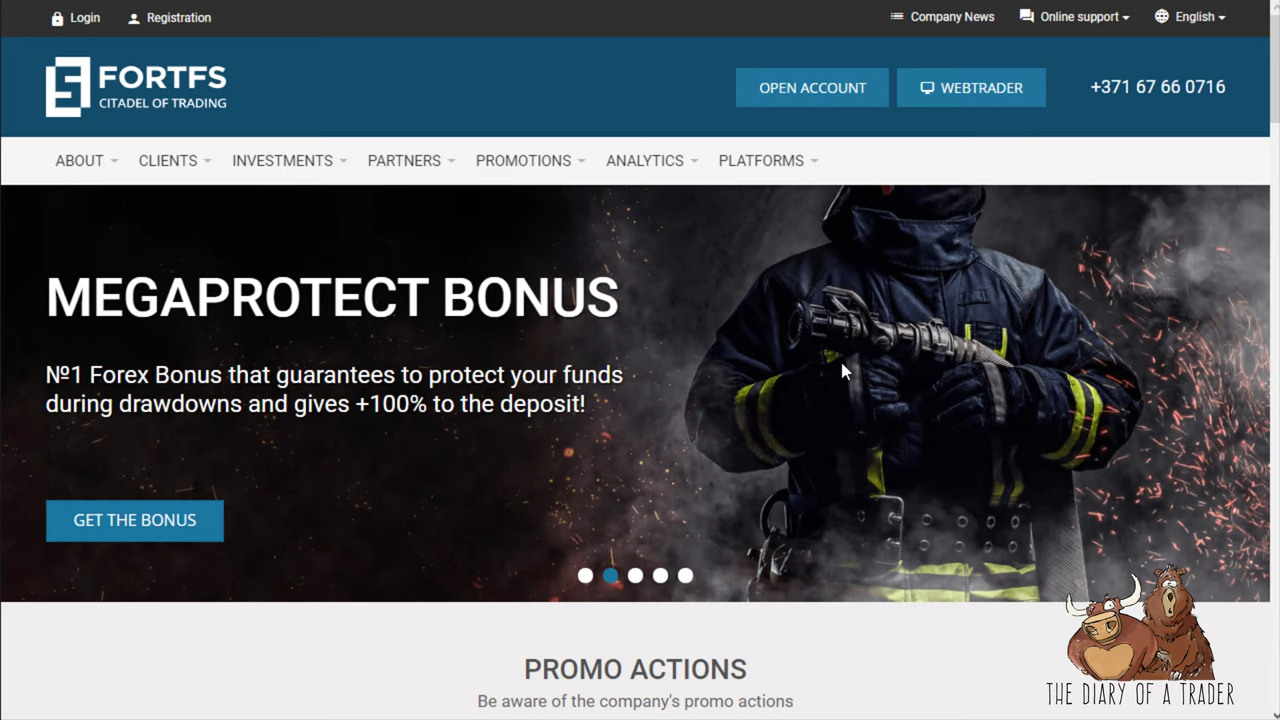 Login
Registration
Company News
Online support
English
FORTFS
CITADEL OF TRADING
OPEN ACCOUNT
WEBTRADER
+371 67 66 0716
ABOUT
CLIENTS
INVESTMENTS
PARTNERS
PROMOTIONS
ANALYTICS
PLATFORMS
MEGAPROTECT BONUS
№1 Forex Bonus that guarantees to protect your funds
during drawdowns and gives +100% to the deposit!
GET THE BONUS
PROMO ACTIONS
Be aware of the company's promo actions
THE DIARY OF A TRADER